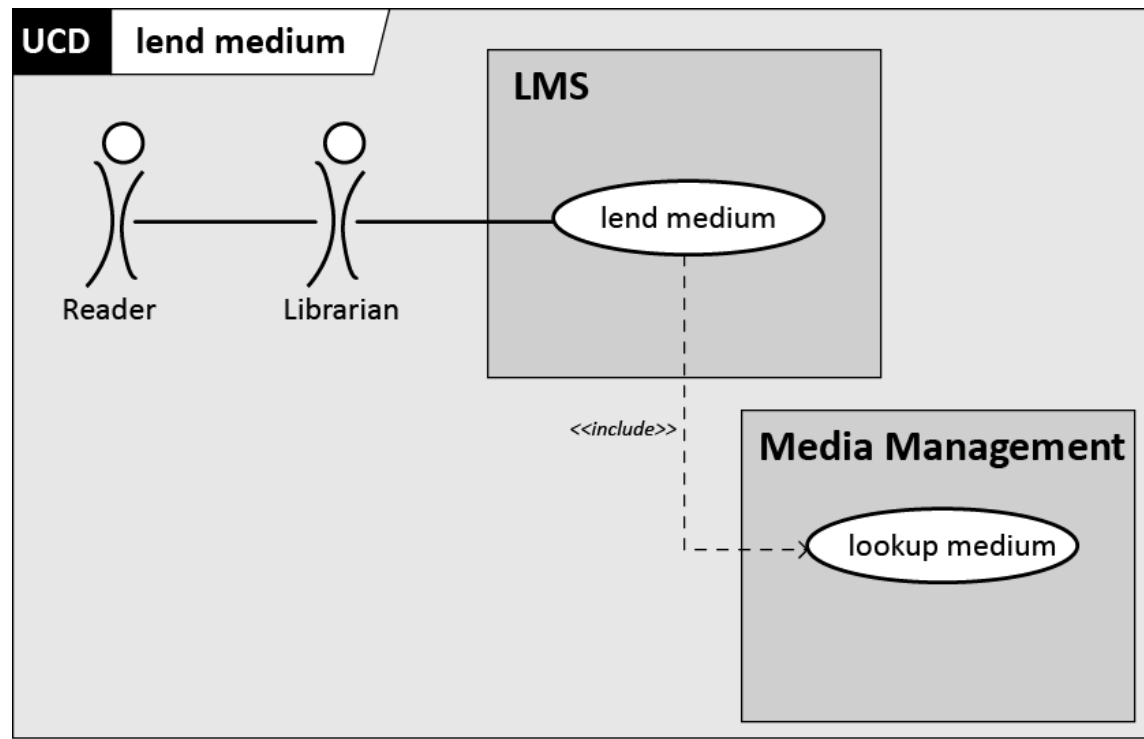 UCD lend medium
LMS
lend medium
Reader
Librarian
<<include>>
Media Management
lookup medium